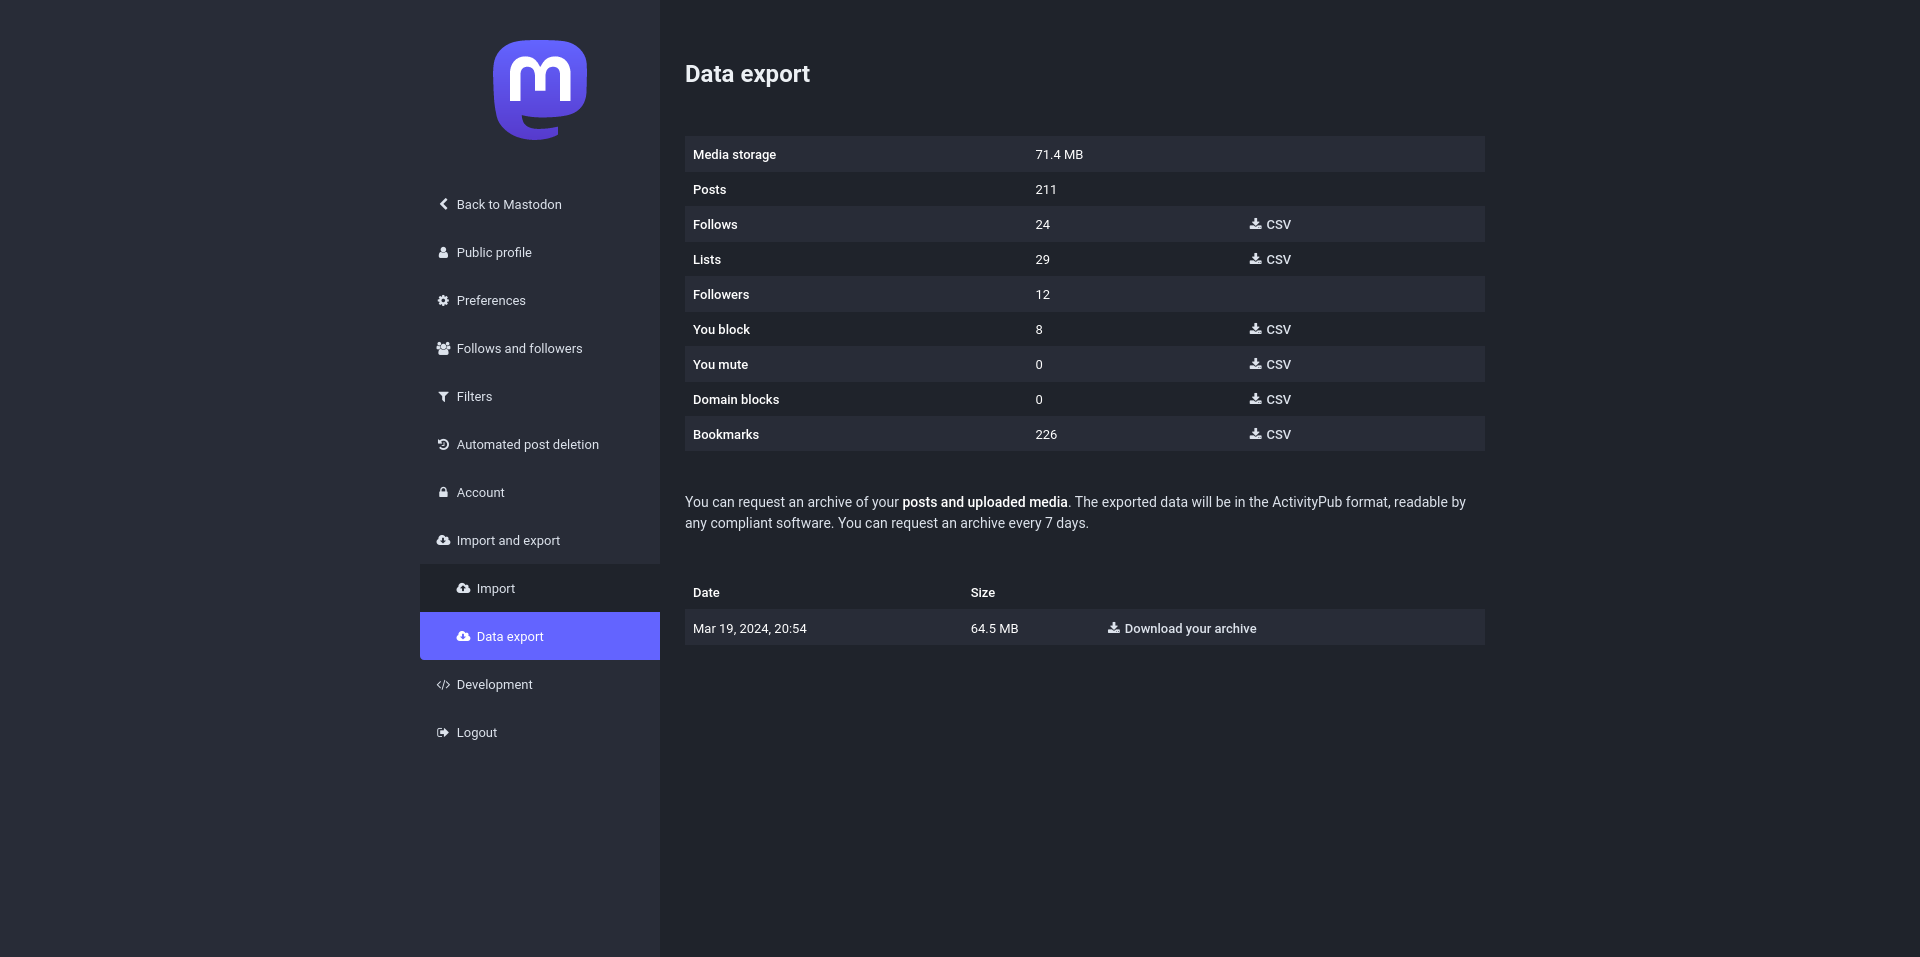 Back to Mastodon
Public profile
Preferences
Follows and followers
Filters
Automated post deletion
Account
Import and export
Import
Data export
Development
Logout
Data export
Media storage 71.4 MB
Posts 211
Follows 24 CSV
Lists 29 CSV
Followers 12
You block 8 CSV
You mute 0 CSV
Domain blocks 0 CSV
Bookmarks 226 CSV
You can request an archive of your posts and uploaded media. The exported data will be in the ActivityPub format, readable by
any compliant software. You can request an archive every 7 days.
Date Size
Mar 19, 2024, 20:54 64.5 MB Download your archive